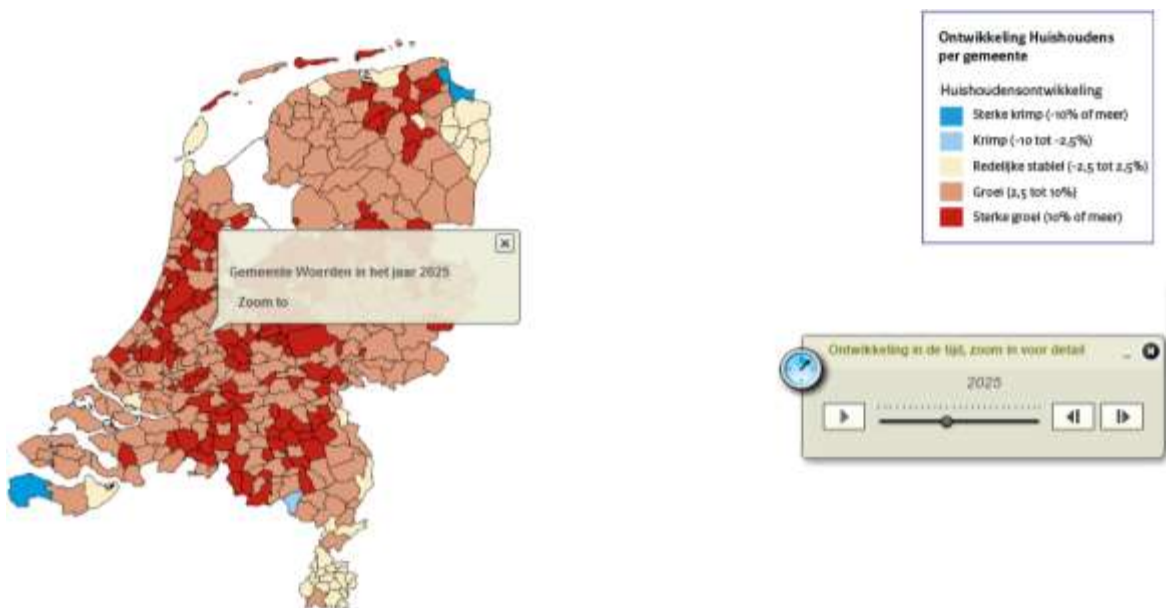 Ontwikkeling Huishoudens
per gemeente
Huishoudensontwikkeling
Sterke krimp (-10% of meer)
Krimp (-10 tot -2,5%)
Redelijke stabiel (-2,5 tot 2,5%)
Groei (2,5 tot 10%)
Sterke groei (10% of meer)
Gemeente Woerden in het jaar 2025
Zoom to
Ontwikkeling in de tijd, zoom in voor detail
2025